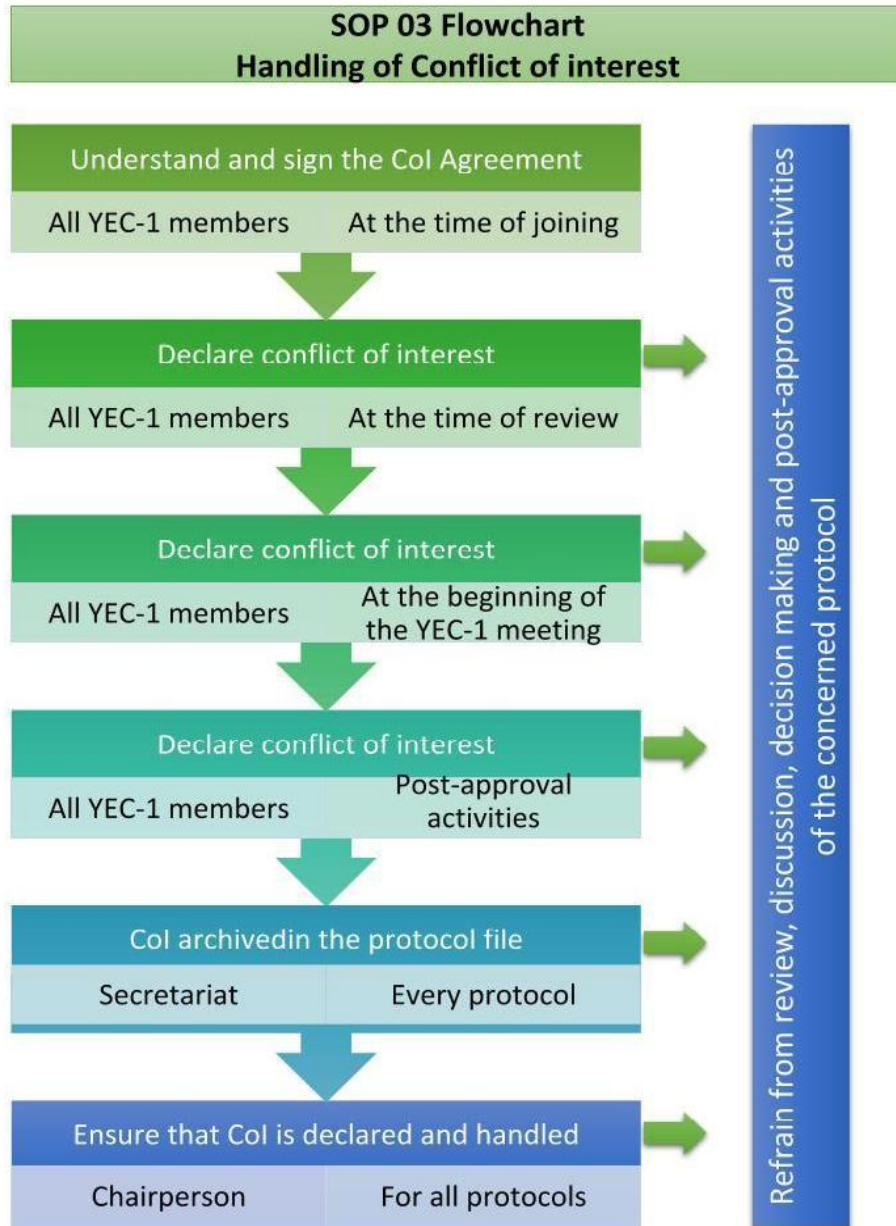 SOP 03 Flowchart
Handling of Conflict of interest
Understand and sign the CoI Agreement
All YEC-1 members
At the time of joining
Declare conflict of interest
All YEC-1 members
At the time of review
Declare conflict of interest
All YEC-1 members
At the beginning of
the YEC-1 meeting
Declare conflict of interest
All YEC-1 members
Post-approval
activities
CoI archivedin the protocol file
Secretariat
Every protocol
Ensure that CoI is declared and handled
Chairperson
For all protocols
Refrain from review, discussion, decision making and post-approval activities
of the concerned protocol